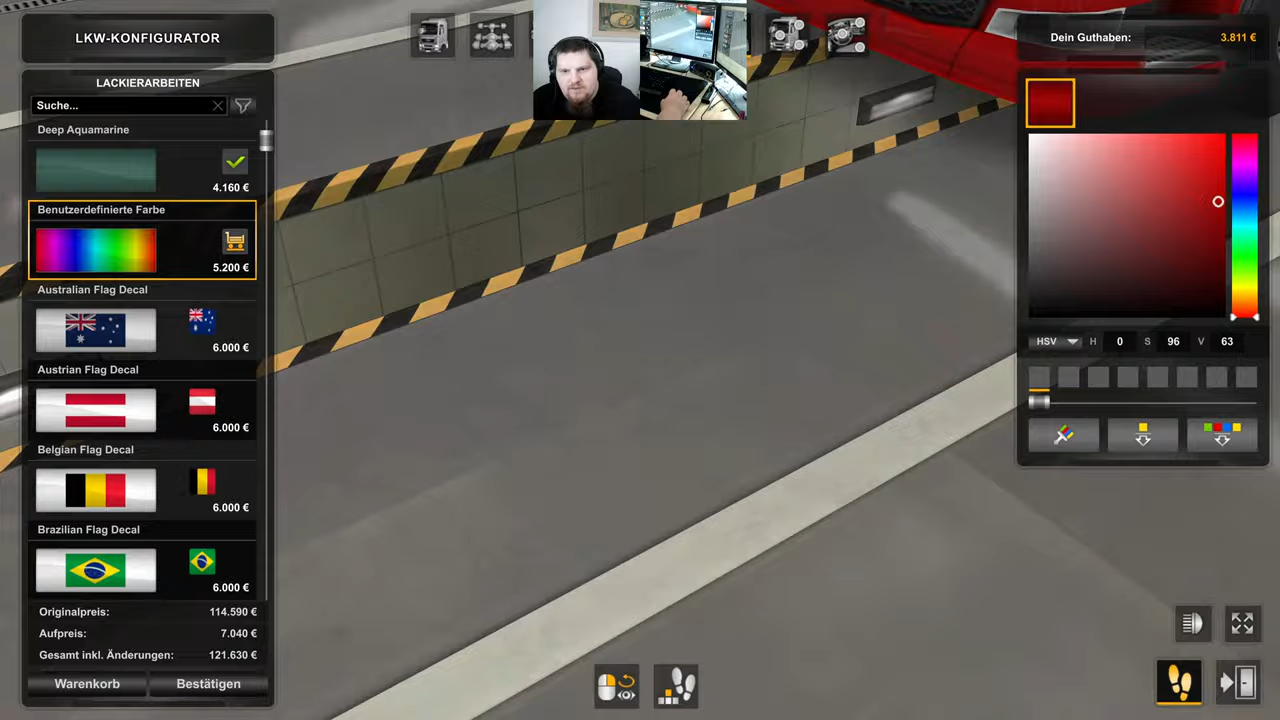 LKW-KONFIGURATOR
LACKIERARBEITEN
Suche...
Deep Aquamarine
4.160 €
Benutzerdefinierte Farbe
5.200 €
Australian Flag Decal
6.000 €
Austrian Flag Decal
6.000 €
Belgian Flag Decal
6.000 €
Brazilian Flag Decal
6.000 €
Originalpreis: 114.590 €
Aufpreis: 7.040 €
Gesamt inkl. Änderungen: 121.630 €
Warenkorb Bestätigen
Dein Guthaben: 3.811 €
HSV H 0 S 96 V 63